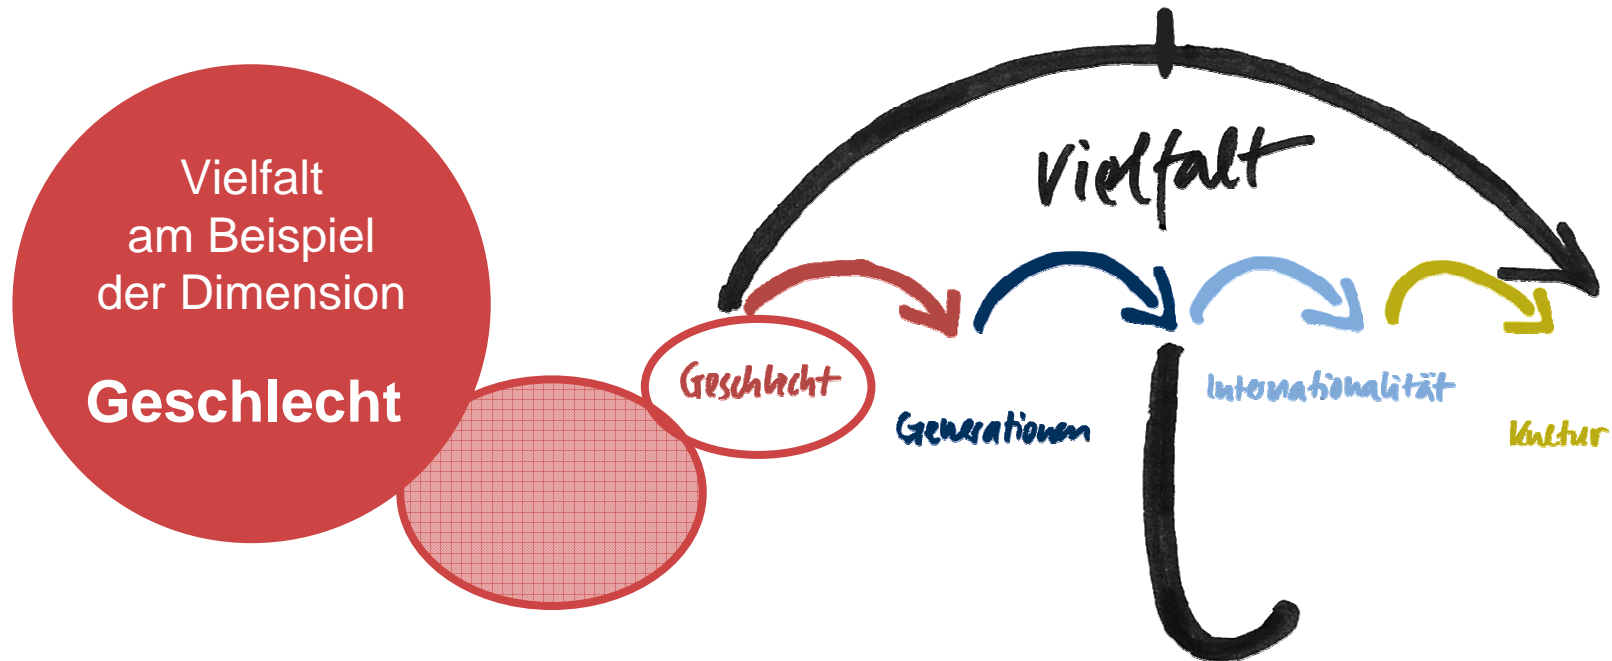 Vielfalt
am Beispiel
der Dimension
Geschlecht
Vielfalt
Geschlecht
Generationen
Internationalität
Kultur